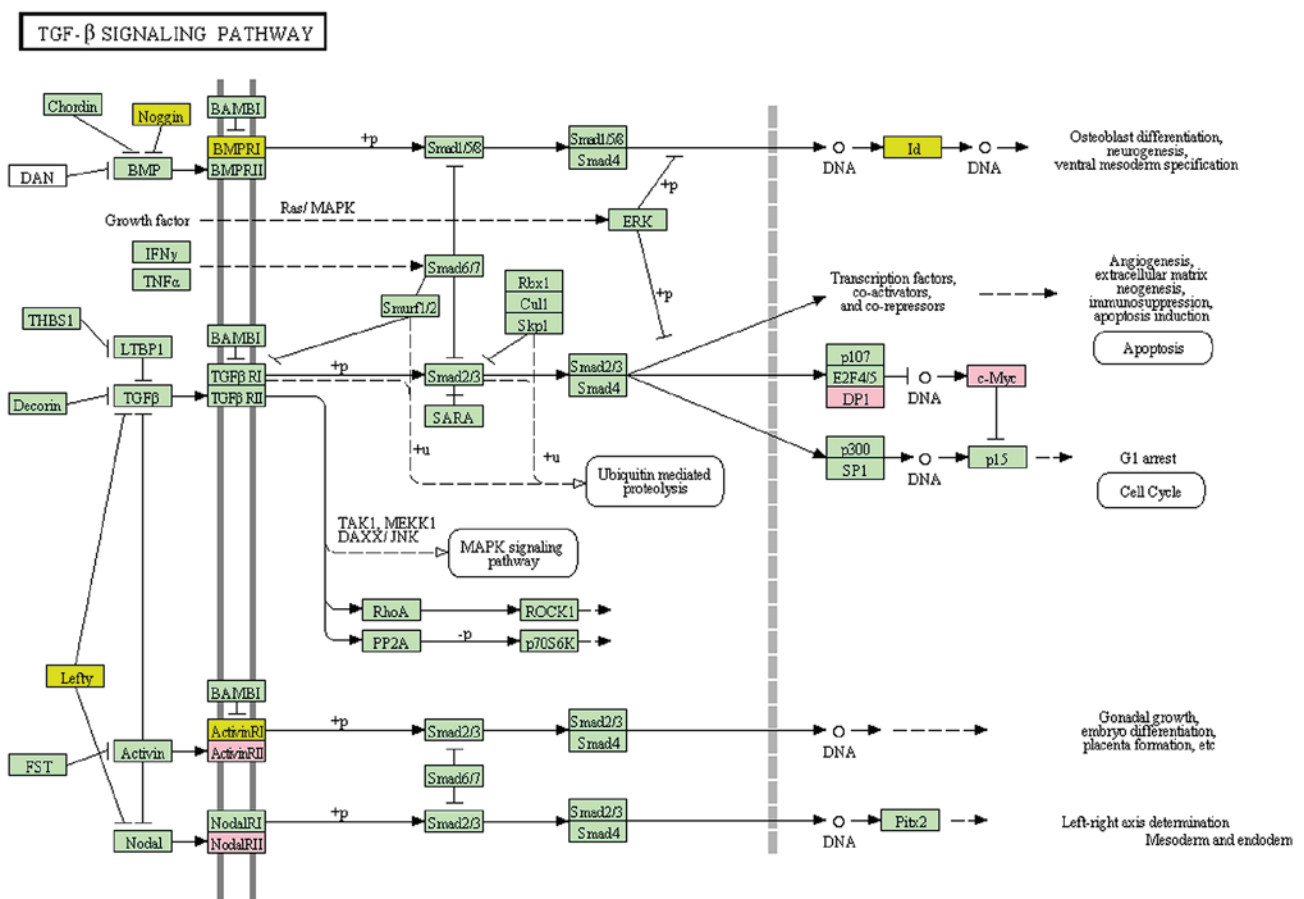 TGF-β SIGNALING PATHWAY
Chordin
Noggin
BAMBI
BMPRI
BMPRII
DAN
BMP
+p
Smad1/5/8
Smad1/5/8
Smad4
DNA
Id
DNA
Osteoblast differentiation,
neurogenesis,
ventral mesoderm specification
+p
Growth factor
Ras/ MAPK
ERK
IFNγ
TNFα
Smad6/7
Rbx1
Cul1
Skp1
Smurf1/2
+p
Transcription factors,
co-activators,
and co-repressors
Angiogenesis,
extracellular matrix
neogenesis,
immunosuppression,
apoptosis induction
Apoptosis
THBS1
LTBP1
BAMBI
TGFβ RI
TGFβ RII
Decorin
TGFβ
+p
Smad2/3
SARA
Smad2/3
Smad4
p107
E2F4/5
DP1
DNA
c-Myc
+u
+u
p300
SP1
DNA
p15
G1 arrest
Cell Cycle
Ubiquitin mediated
proteolysis
TAK1, MEKK1
DAXX/ JNK
MAPK signaling
pathway
RhoA
ROCK1
PP2A
-p
p70S6K
Lefty
BAMBI
ActivinRI
ActivinRII
FST
Activin
+p
Smad2/3
Smad2/3
Smad4
DNA
Gonadal growth,
embryo differentiation,
placenta formation, etc
Smad6/7
Nodal
NodalRI
NodalRII
+p
Smad2/3
Smad2/3
Smad4
DNA
Pitx2
Left-right axis determination
Mesoderm and endoderm